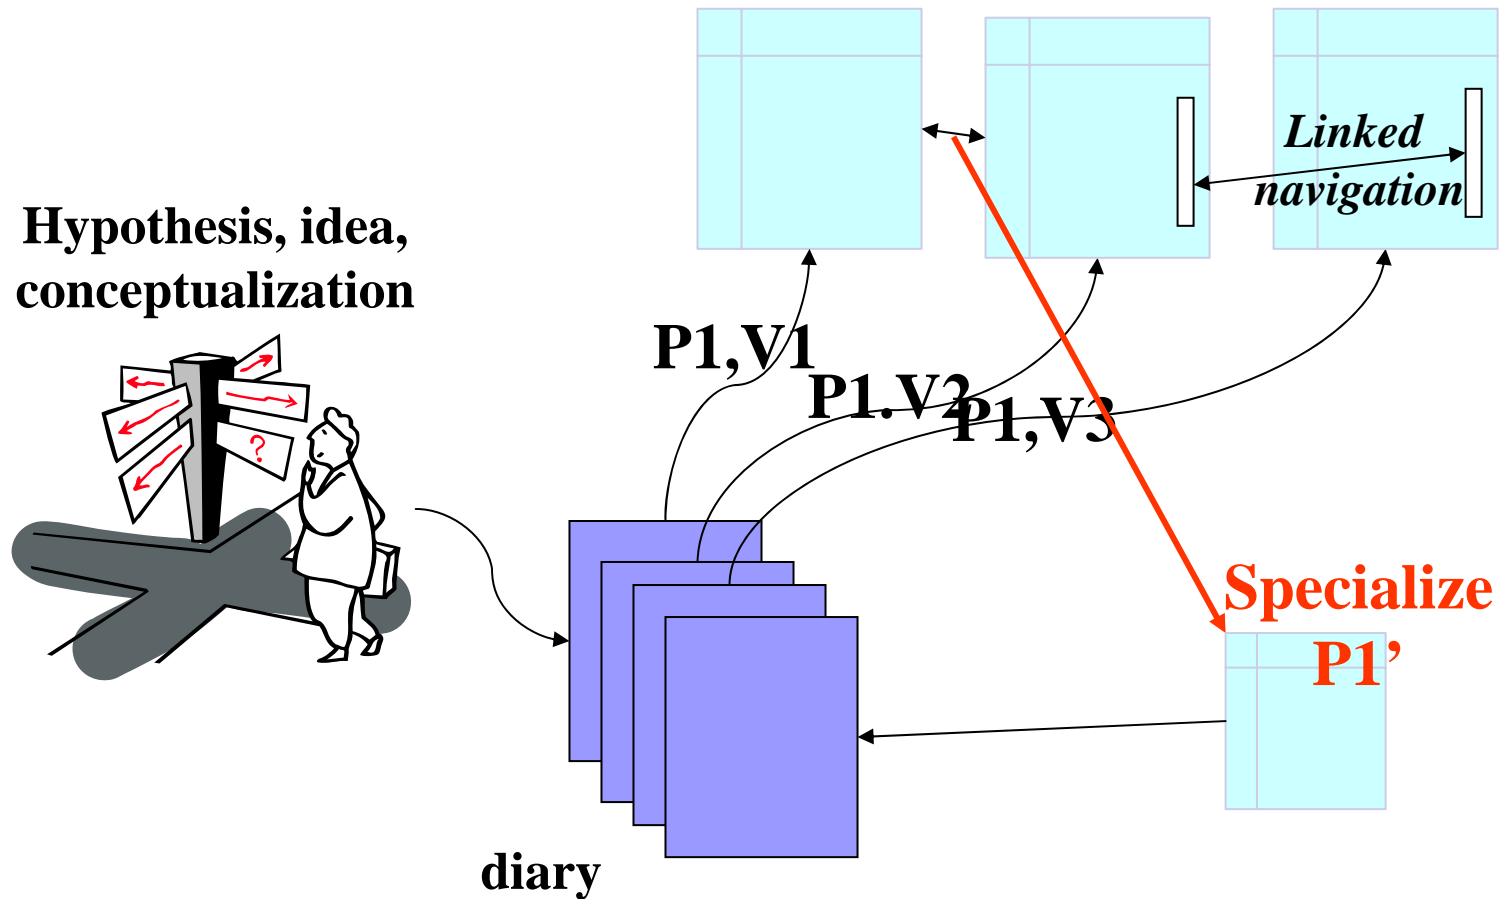 Linked
navigation
Hypothesis, idea,
conceptualization
P1,V1
P1.V2
P1,V3
?
Specialize
P1’
diary